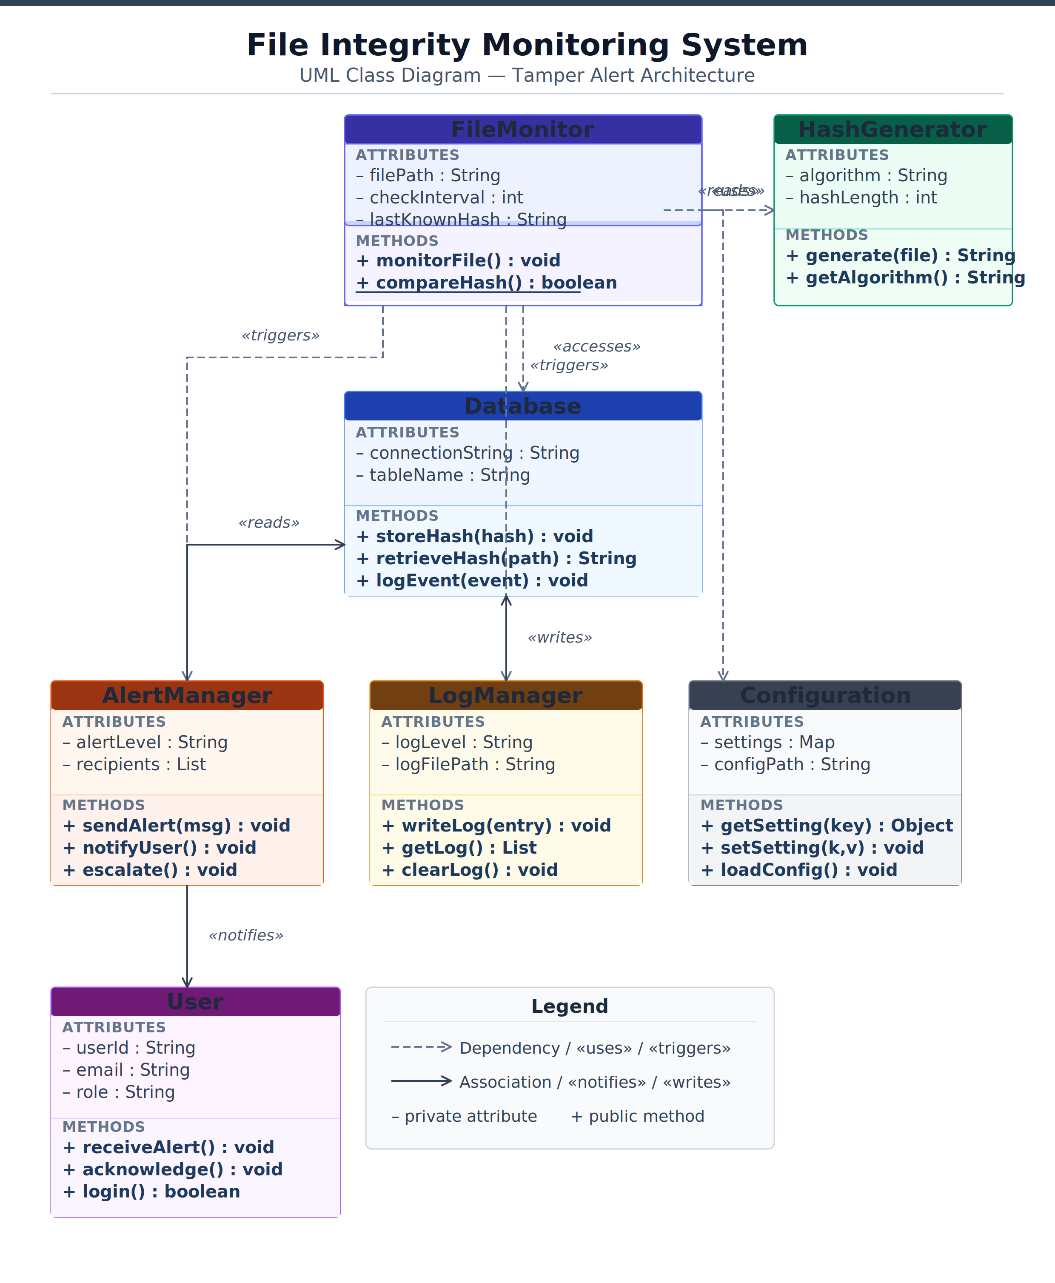 File Integrity Monitoring System
UML Class Diagram — Tamper Alert Architecture
FileMonitor
ATTRIBUTES
– filePath : String
– checkInterval : int
– lastKnownHash : String
METHODS
+ monitorFile() : void
+ compareHash() : boolean
HashGenerator
ATTRIBUTES
– algorithm : String
– hashLength : int
METHODS
+ generate(file) : String
+ getAlgorithm() : String
«reads»
«uses»
«triggers»
«accesses»
«triggers»
Database
ATTRIBUTES
– connectionString : String
– tableName : String
METHODS
+ storeHash(hash) : void
+ retrieveHash(path) : String
+ logEvent(event) : void
«reads»
«writes»
AlertManager
ATTRIBUTES
– alertLevel : String
– recipients : List
METHODS
+ sendAlert(msg) : void
+ notifyUser() : void
+ escalate() : void
LogManager
ATTRIBUTES
– logLevel : String
– logFilePath : String
METHODS
+ writeLog(entry) : void
+ getLog() : List
+ clearLog() : void
Configuration
ATTRIBUTES
– settings : Map
– configPath : String
METHODS
+ getSetting(key) : Object
+ setSetting(k,v) : void
+ loadConfig() : void
«notifies»
User
ATTRIBUTES
– userId : String
– email : String
– role : String
METHODS
+ receiveAlert() : void
+ acknowledge() : void
+ login() : boolean
Legend
Dependency / «uses» / «triggers»
Association / «notifies» / «writes»
– private attribute + public method